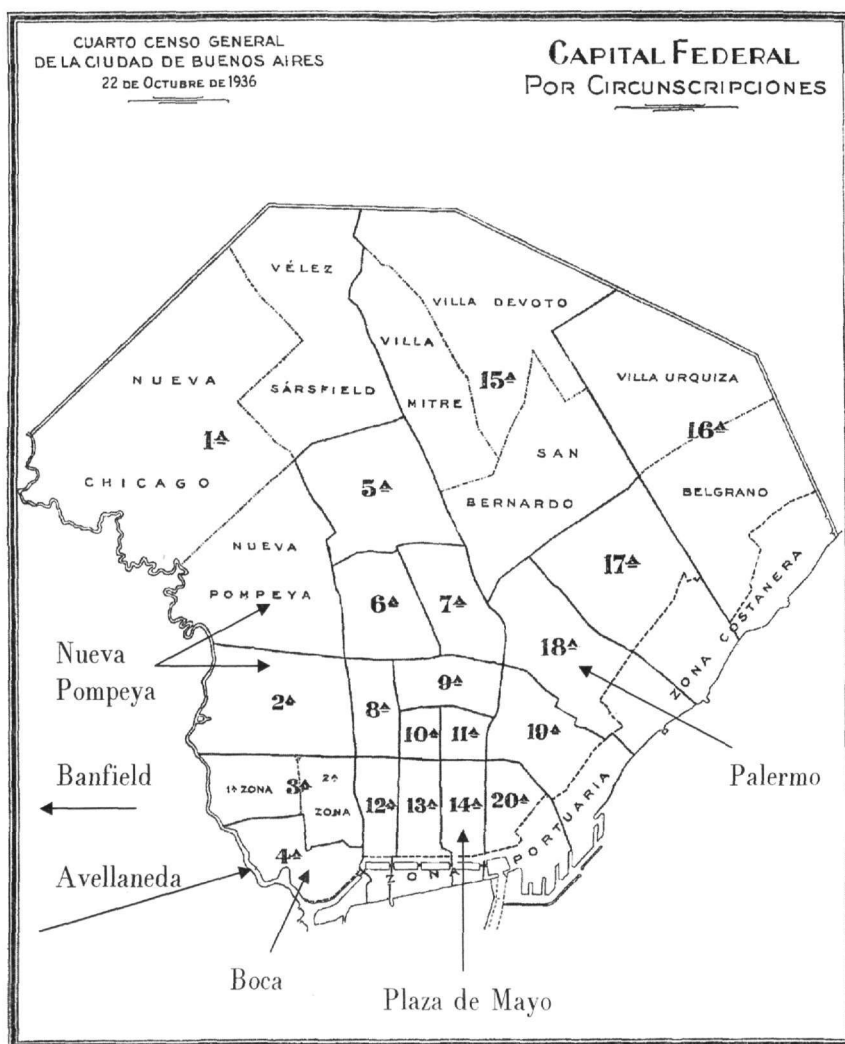 CUARTO CENSO GENERAL
DE LA CIUDAD DE BUENOS AIRES
22 DE OCTUBRE DE 1936
CAPITAL FEDERAL
POR CIRCUNSCRIPCIONES
VÉLEZ
VILLA DEVOTO
VILLA
NUEVA
SÁRSFIELD
MITRE
15ª
VILLA URQUIZA
1ª
16ª
CHICAGO
5ª
SAN
BERNARDO
BELGRANO
NUEVA
POMPEYA
6ª
7ª
17ª
ZONA COSTANERA
Nueva
Pompeya
18ª
2ª
8ª
9ª
10ª
11ª
19ª
Banfield
1ª ZONA
3ª
2ª
ZONA
12ª
13ª
14ª
20ª
PORTUARIA
Palermo
4ª
ZONA
Avellaneda
Boca
Plaza de Mayo